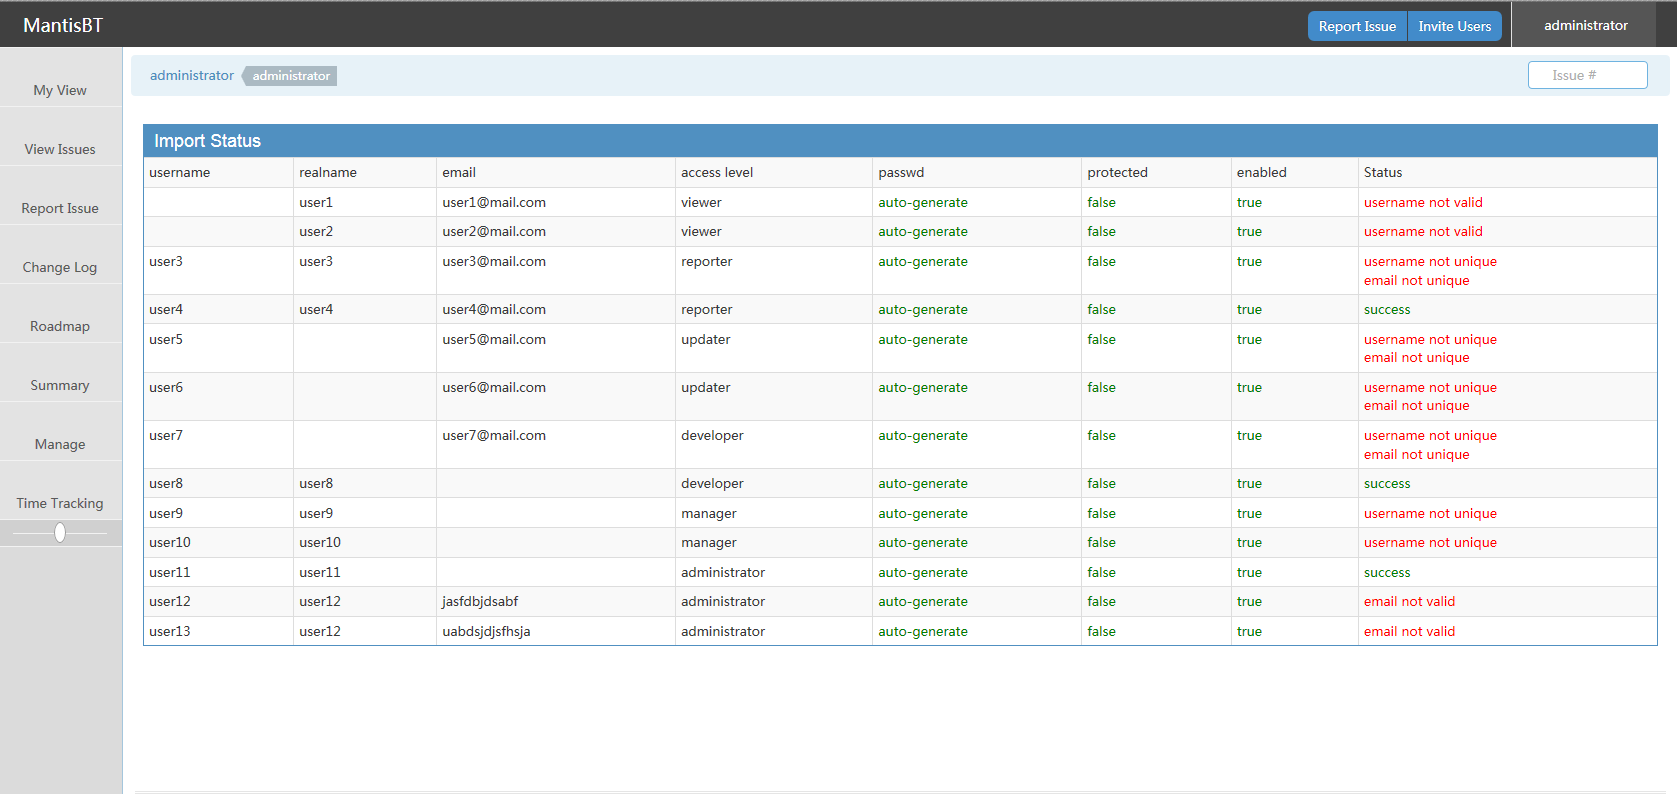 MantisBT
Report Issue Invite Users administrator
administrator administrator Issue #
My View
View Issues
Report Issue
Change Log
Roadmap
Summary
Manage
Time Tracking
Import Status
username realname email access level passwd protected enabled Status
user1 user1@mail.com viewer auto-generate false true username not valid
user2 user2@mail.com viewer auto-generate false true username not valid
user3 user3 user3@mail.com reporter auto-generate false true username not unique
email not unique
user4 user4 user4@mail.com reporter auto-generate false true success
user5 user5@mail.com updater auto-generate false true username not unique
email not unique
user6 user6@mail.com updater auto-generate false true username not unique
email not unique
user7 user7@mail.com developer auto-generate false true username not unique
email not unique
user8 user8 developer auto-generate false true success
user9 user9 manager auto-generate false true username not unique
user10 user10 manager auto-generate false true username not unique
user11 user11 administrator auto-generate false true success
user12 user12 jasfdbjdsabf administrator auto-generate false true email not valid
user13 user12 uabdsjdjsfhsja administrator auto-generate false true email not valid